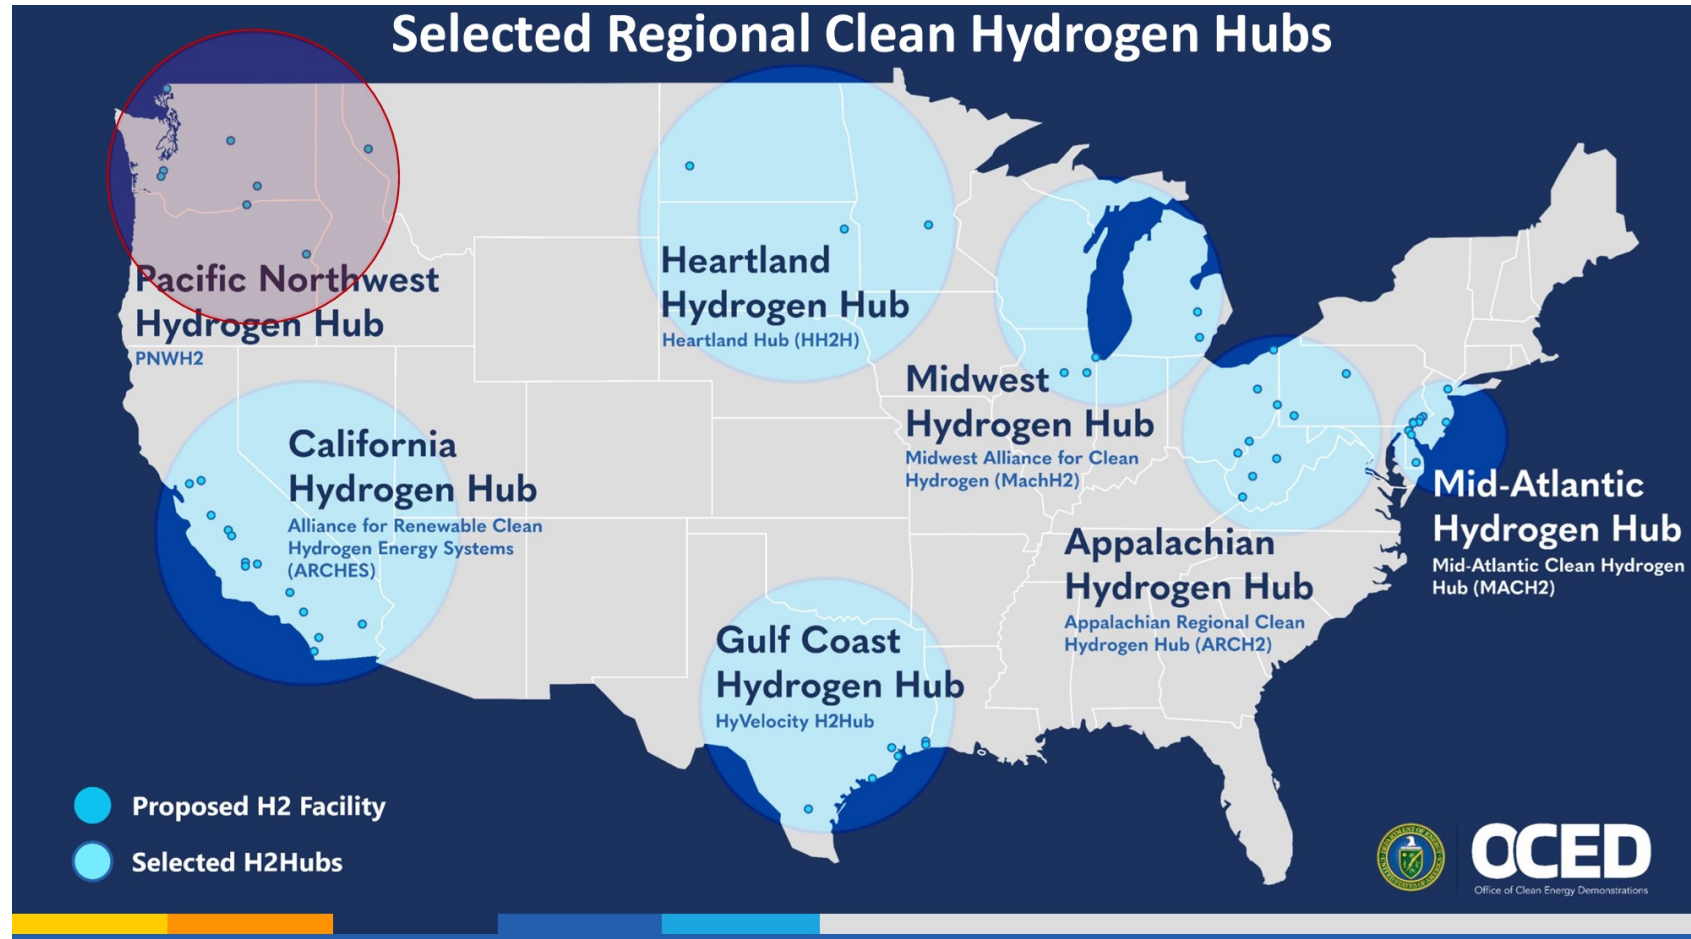 Selected Regional Clean Hydrogen Hubs
Pacific Northwest
Hydrogen Hub
PNWH2
Heartland
Hydrogen Hub
Heartland Hub (HH2H)
Midwest
Hydrogen Hub
Midwest Alliance for Clean
Hydrogen (MachH2)
California
Hydrogen Hub
Alliance for Renewable Clean
Hydrogen Energy Systems
(ARCHES)
Mid-Atlantic
Hydrogen Hub
Mid-Atlantic Clean Hydrogen
Hub (MACH2)
Appalachian
Hydrogen Hub
Appalachian Regional Clean
Hydrogen Hub (ARCH2)
Gulf Coast
Hydrogen Hub
HyVelocity H2Hub
Proposed H2 Facility
Selected H2Hubs
OCED
Office of Clean Energy Demonstrations